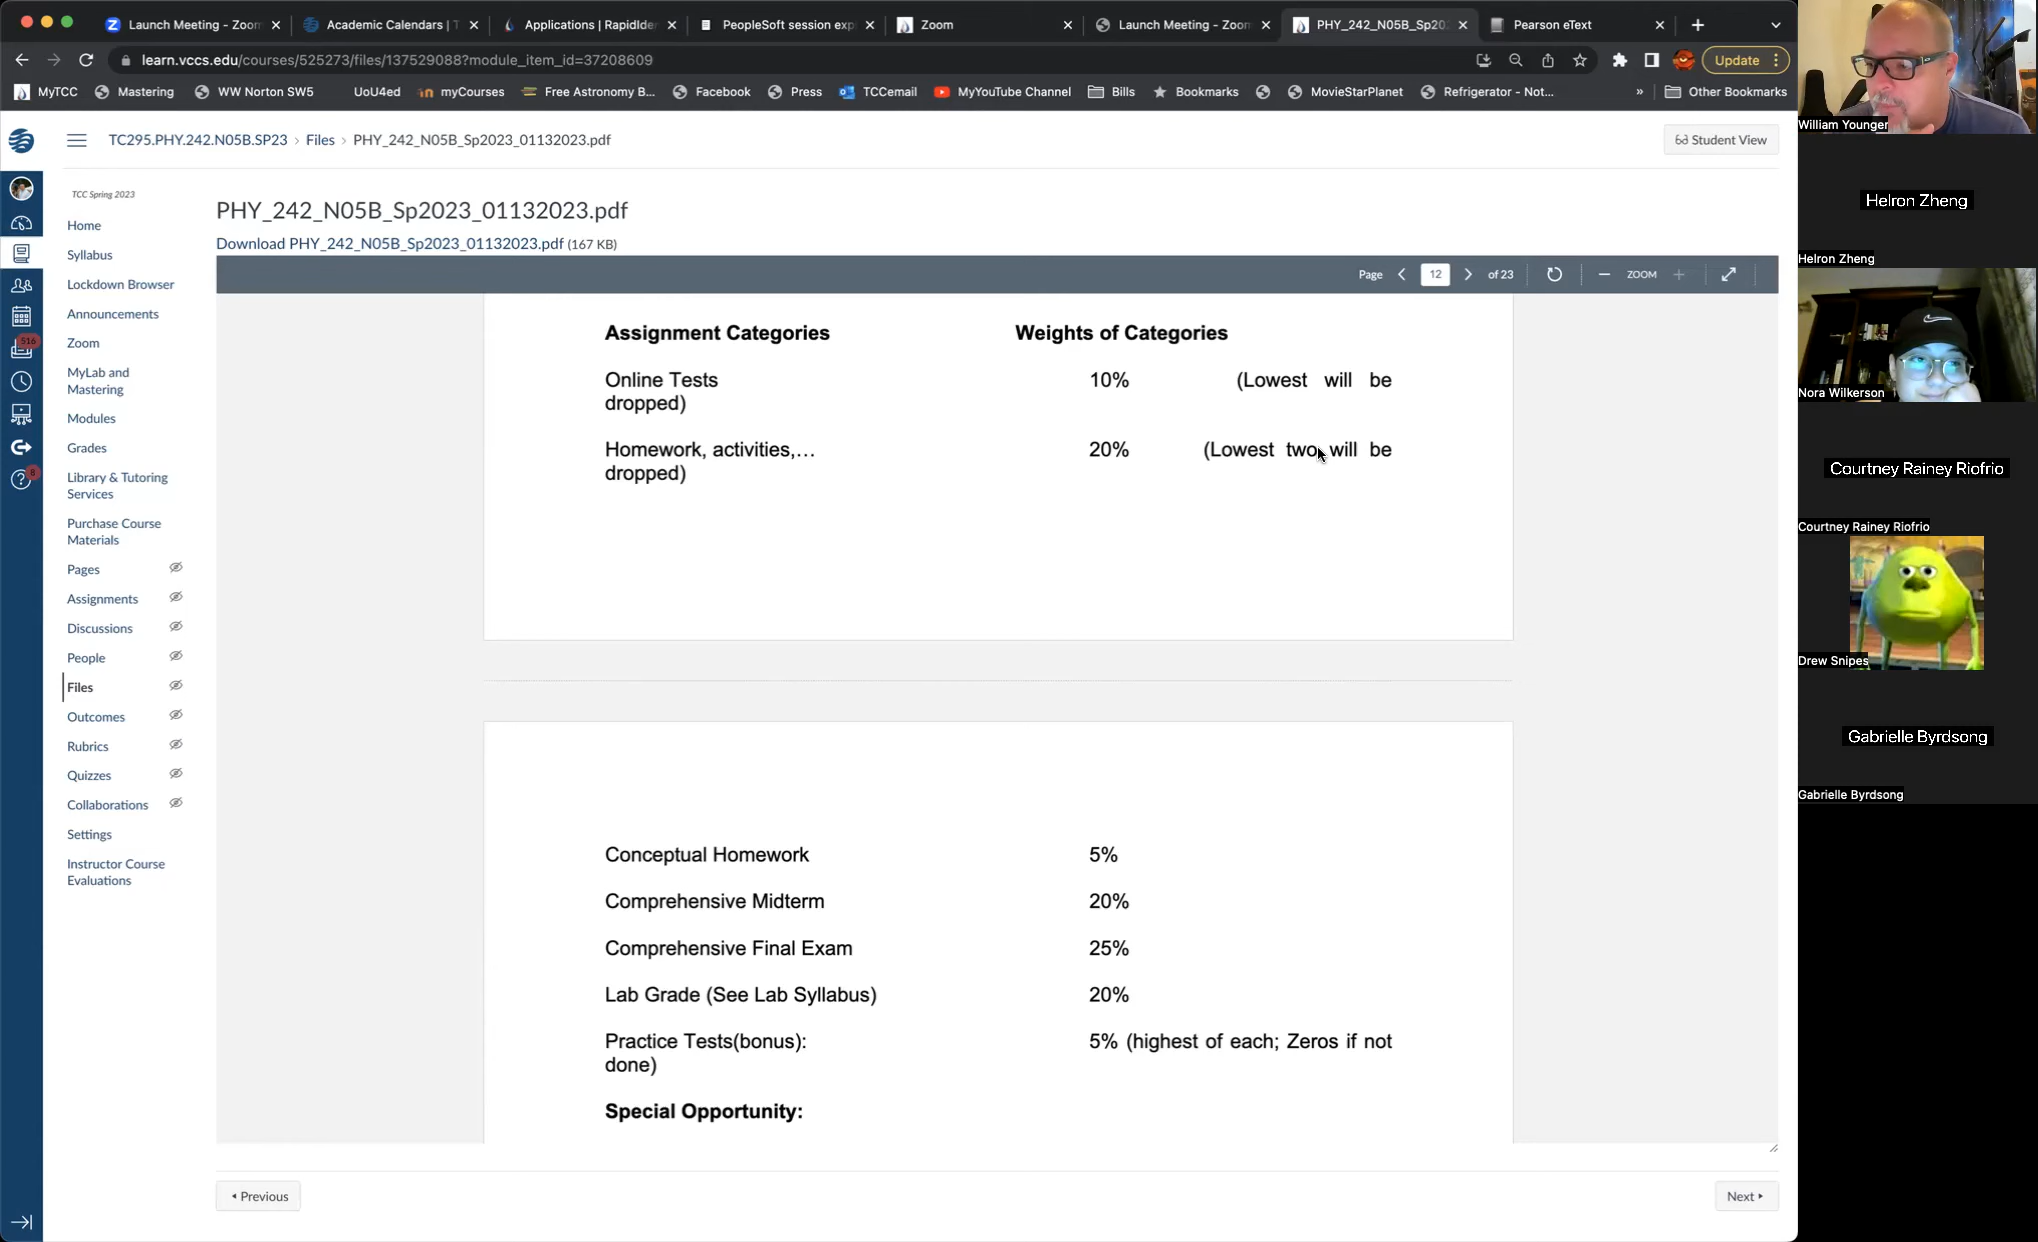 Launch Meeting - Zoom
Academic Calendars | T
Applications | RapidIde
PeopleSoft session exp
Zoom
Launch Meeting - Zoom
PHY_242_N05B_Sp20
Pearson eText
learn.vccs.edu/courses/525273/files/137529088?module_item_id=37208609
Update
MyTCC
Mastering
WW Norton SW5
UoU4ed
myCourses
Free Astronomy B...
Facebook
Press
TCCemail
MyYouTube Channel
Bills
Bookmarks
MovieStarPlanet
Refrigerator - Not...
»
Other Bookmarks
TC295.PHY.242.N05B.SP23 › Files › PHY_242_N05B_Sp2023_01132023.pdf
Student View
TCC Spring 2023
Home
Syllabus
Lockdown Browser
Announcements
Zoom
MyLab and
Mastering
Modules
Grades
Library & Tutoring
Services
Purchase Course
Materials
Pages
Assignments
Discussions
People
Files
Outcomes
Rubrics
Quizzes
Collaborations
Settings
Instructor Course
Evaluations
516
8
PHY_242_N05B_Sp2023_01132023.pdf
Download PHY_242_N05B_Sp2023_01132023.pdf (167 KB)
Page 12 of 23 ZOOM
Assignment Categories Weights of Categories
Online Tests 10% (Lowest will be
dropped)
Homework, activities,… 20% (Lowest two will be
dropped)
Conceptual Homework 5%
Comprehensive Midterm 20%
Comprehensive Final Exam 25%
Lab Grade (See Lab Syllabus) 20%
Practice Tests(bonus): 5% (highest of each; Zeros if not
done)
Special Opportunity:
Previous
Next
William Younger
Helron Zheng
Helron Zheng
Nora Wilkerson
Courtney Rainey Riofrio
Courtney Rainey Riofrio
Drew Snipes
Gabrielle Byrdsong
Gabrielle Byrdsong